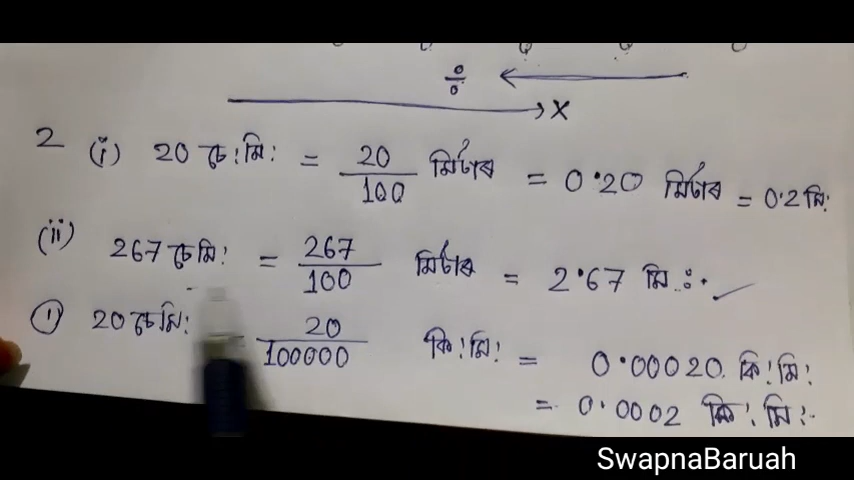 ÷ ←
→ x
2 (i) 20 চে:মি: = 20/100 মিটাৰ = 0.20 মিটাৰ = 0.2 মি:
(ii) 267 চেমি: = 267/100 মিটাৰ = 2.67 মি:
(i) 20 চেমি: = 20/100000 কি:মি: = 0.00020 কি:মি:
= 0.0002 কি:মি:
SwapnaBaruah